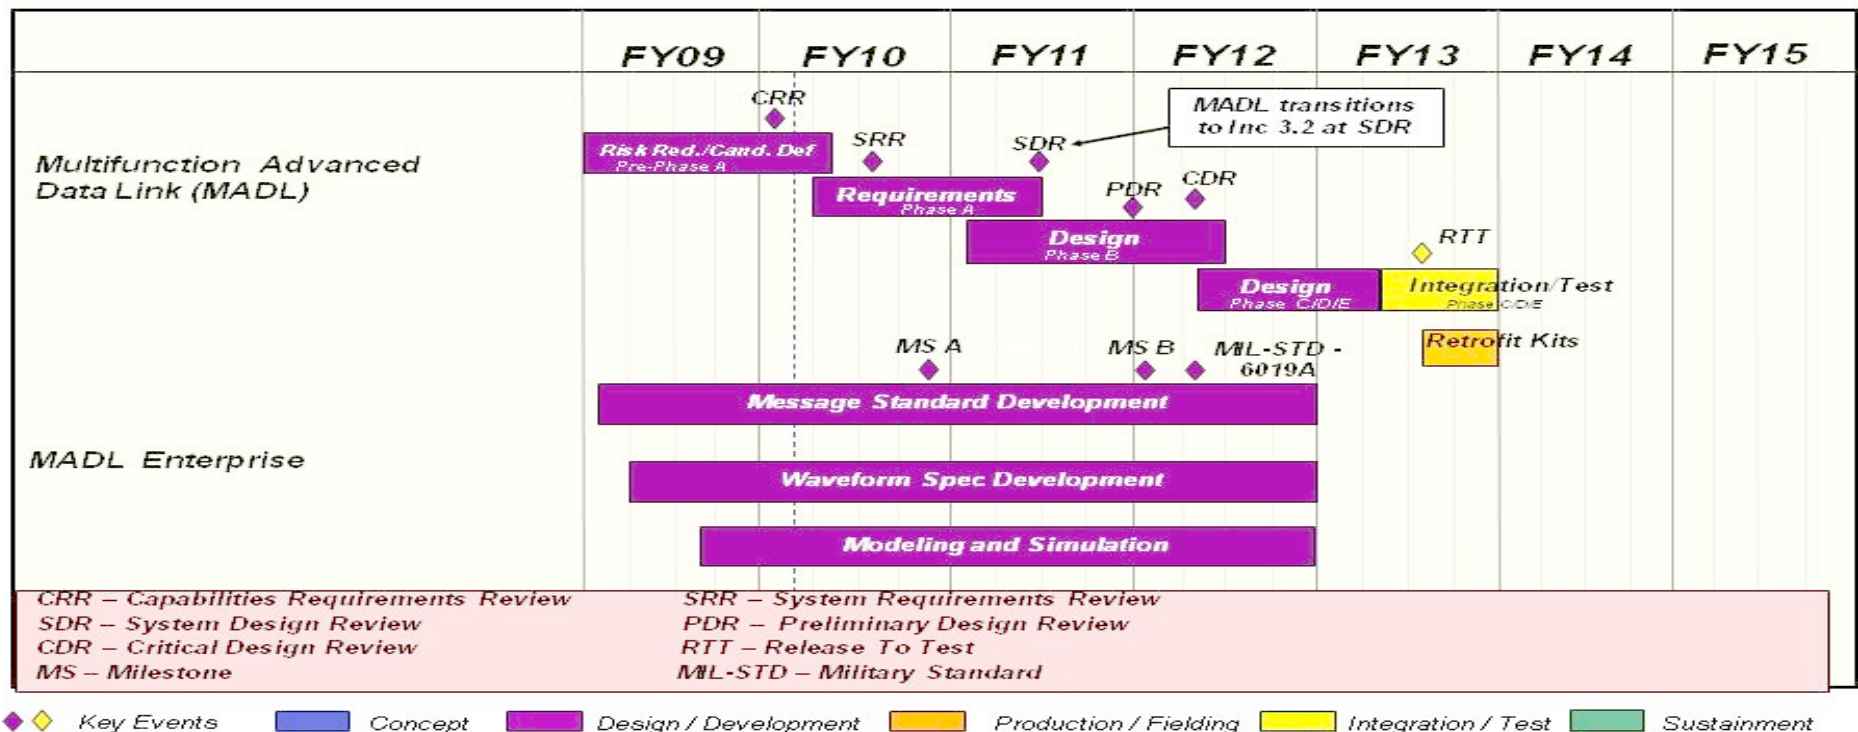 FY09 FY10 FY11 FY12 FY13 FY14 FY15
CRR
MADL transitions
to Inc 3.2 at SDR
Multifunction Advanced
Data Link (MADL)
Risk Red./Cand. Def
Pre-Phase A
SRR
SDR
Requirements
Phase A
PDR
CDR
Design
Phase B
RTT
Design
Phase C/D/E
Integration/Test
Phase C/D/E
Retrofit Kits
MS A
MS B
MIL-STD -
6019A
MADL Enterprise
Message Standard Development
Waveform Spec Development
Modeling and Simulation
CRR – Capabilities Requirements Review SRR – System Requirements Review
SDR – System Design Review PDR – Preliminary Design Review
CDR – Critical Design Review RTT – Release To Test
MS – Milestone MIL-STD – Military Standard
Key Events Concept Design / Development Production / Fielding Integration / Test Sustainment